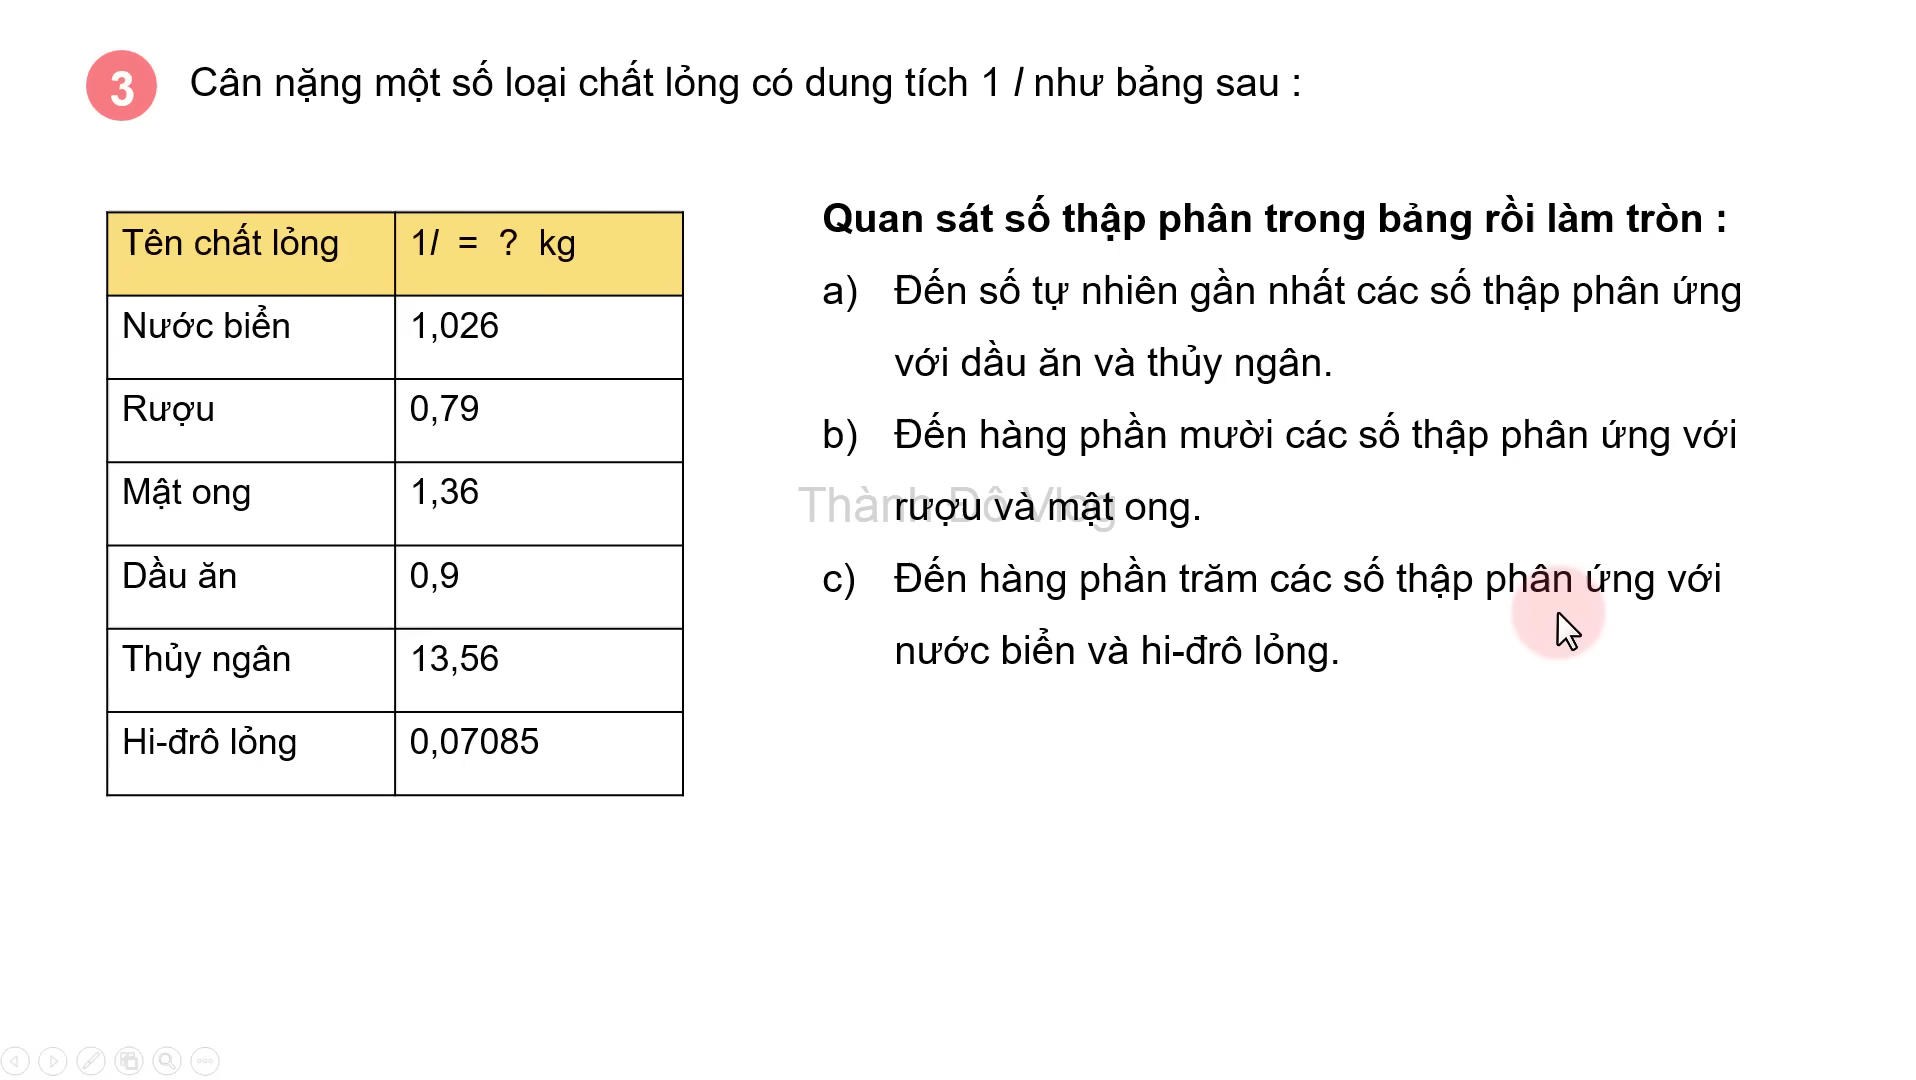 3 Cân nặng một số loại chất lỏng có dung tích 1 l như bảng sau :
Tên chất lỏng 1l = ? kg
Nước biển 1,026
Rượu 0,79
Mật ong 1,36
Dầu ăn 0,9
Thủy ngân 13,56
Hi-đrô lỏng 0,07085
Quan sát số thập phân trong bảng rồi làm tròn :
a) Đến số tự nhiên gần nhất các số thập phân ứng
với dầu ăn và thủy ngân.
b) Đến hàng phần mười các số thập phân ứng với
rượu và mật ong.
Thành Đô Vlog
c) Đến hàng phần trăm các số thập phân ứng với
nước biển và hi-đrô lỏng.